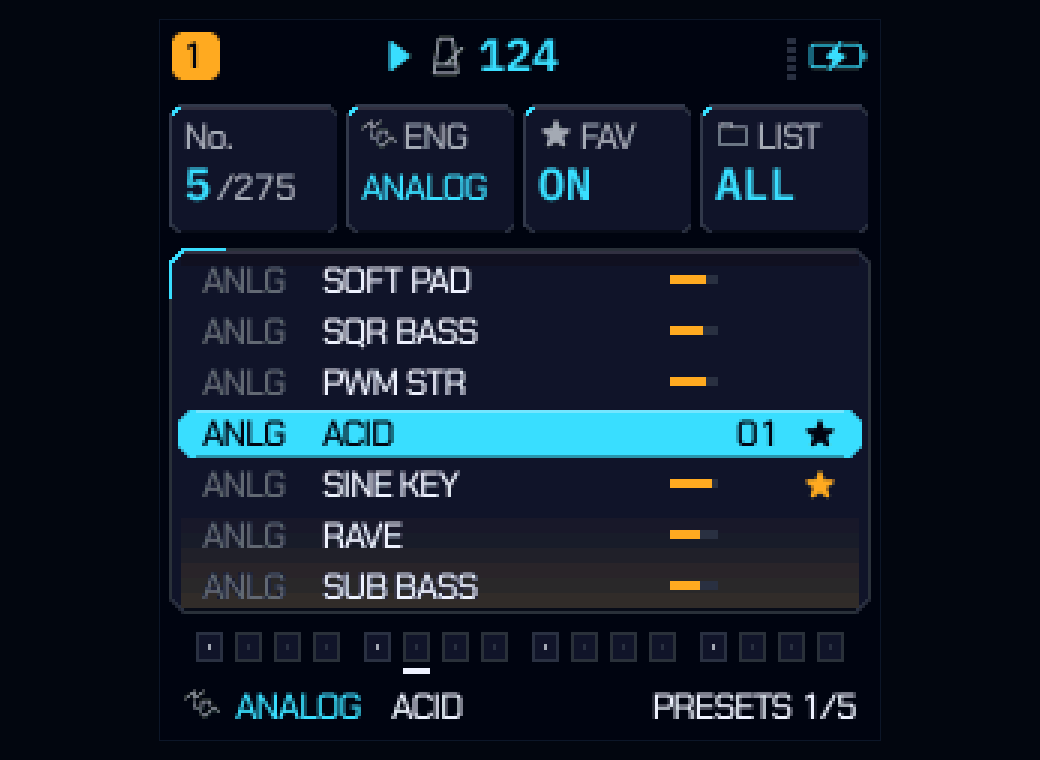 1 124
No. ENG FAV LIST
5/275 ANALOG ON ALL
ANLG SOFT PAD
ANLG SQR BASS
ANLG PWM STR
ANLG ACID 01
ANLG SINE KEY
ANLG RAVE
ANLG SUB BASS
ANALOG ACID PRESETS 1/5